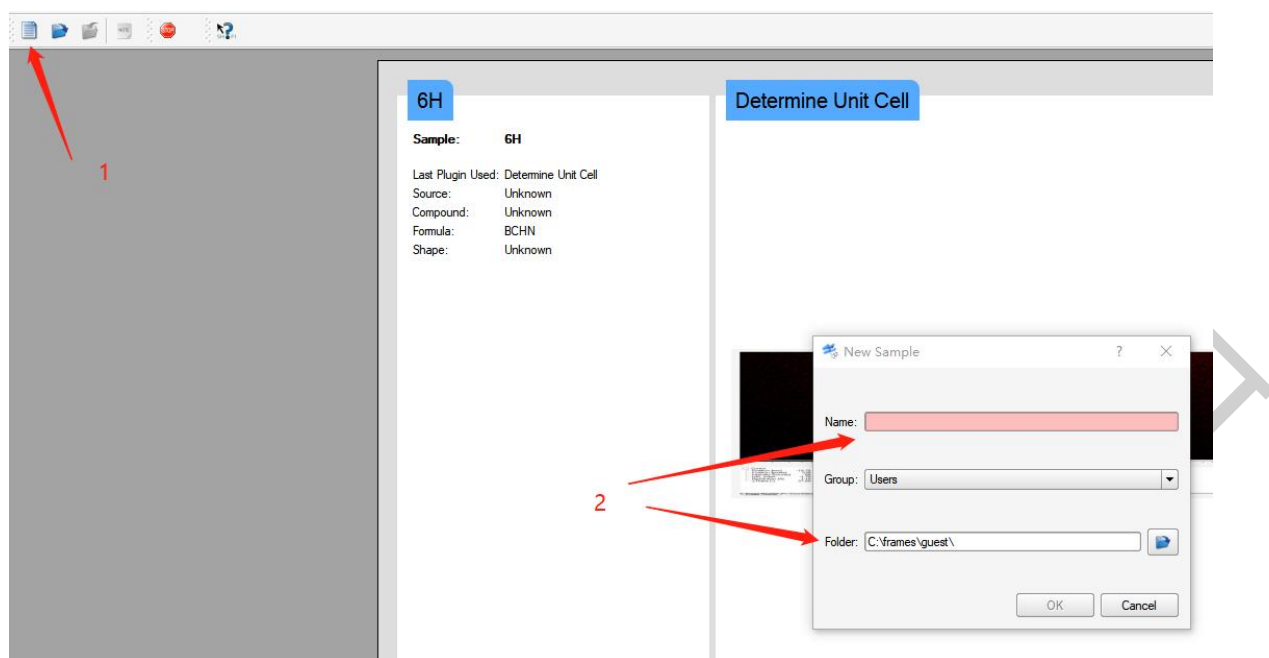 STOP
1
6H
Sample: 6H
Last Plugin Used: Determine Unit Cell
Source: Unknown
Compound: Unknown
Formula: BCHN
Shape: Unknown
Determine Unit Cell
2
New Sample ? ×
Name:
Group: Users
Folder: C:\frames\guest\
OK Cancel